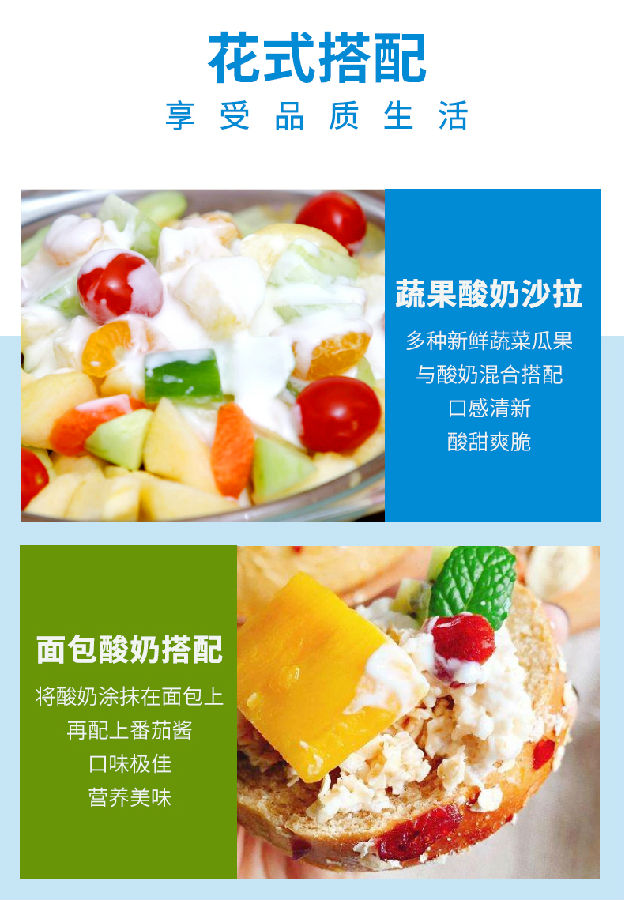 花式搭配
享受品质生活
蔬果酸奶沙拉
多种新鲜蔬菜瓜果
与酸奶混合搭配
口感清新
酸甜爽脆
面包酸奶搭配
将酸奶涂抹在面包上
再配上番茄酱
口味极佳
营养美味